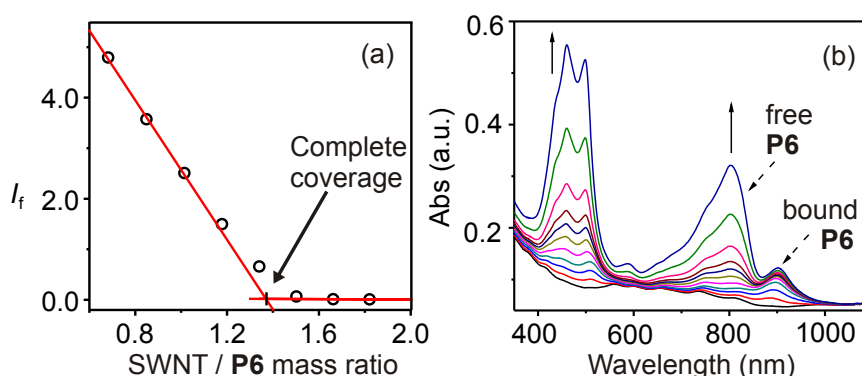 (a)
5.0
4.0
2.0
0.0
I_f
Complete
coverage
0.8 1.2 1.6 2.0
SWNT / P6 mass ratio
(b)
0.6
0.4
0.2
Abs (a.u.)
free
P6
bound
P6
400 600 800 1000
Wavelength (nm)